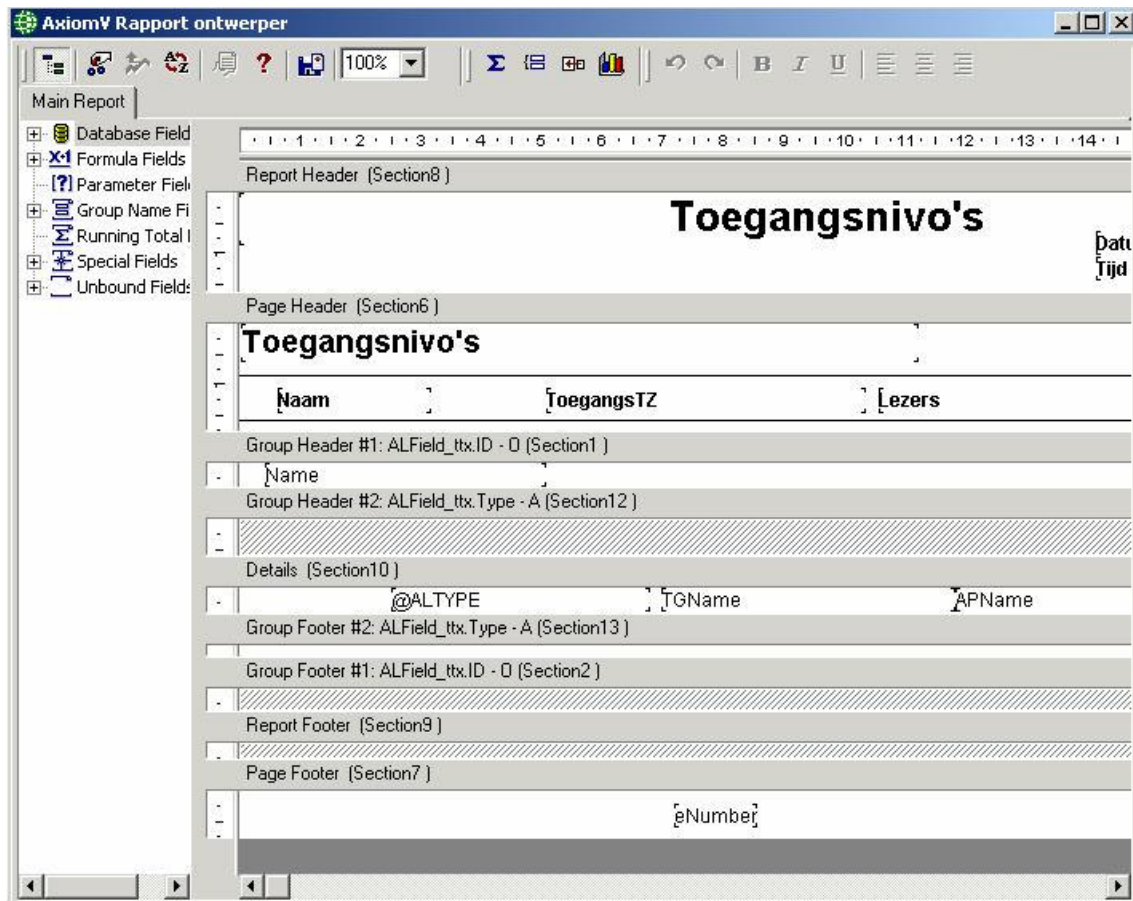 AxiomV Rapport ontwerper
100%
B I U
Main Report
Database Field
Formula Fields
Parameter Fiel
Group Name Fi
Running Total
Special Fields
Unbound Fields
1 2 3 4 5 6 7 8 9 10 11 12 13 14
Report Header (Section8 )
Toegangsnivo's
Datu
Tijd
Page Header (Section6 )
Toegangsnivo's
Naam ToegangsTZ Lezers
Group Header #1: ALField_ttx.ID - O (Section1 )
Name
Group Header #2: ALField_ttx.Type - A (Section12 )
Details (Section10 )
@ALTYPE TGName APName
Group Footer #2: ALField_ttx.Type - A (Section13 )
Group Footer #1: ALField_ttx.ID - O (Section2 )
Report Footer (Section9 )
Page Footer (Section7 )
eNumber